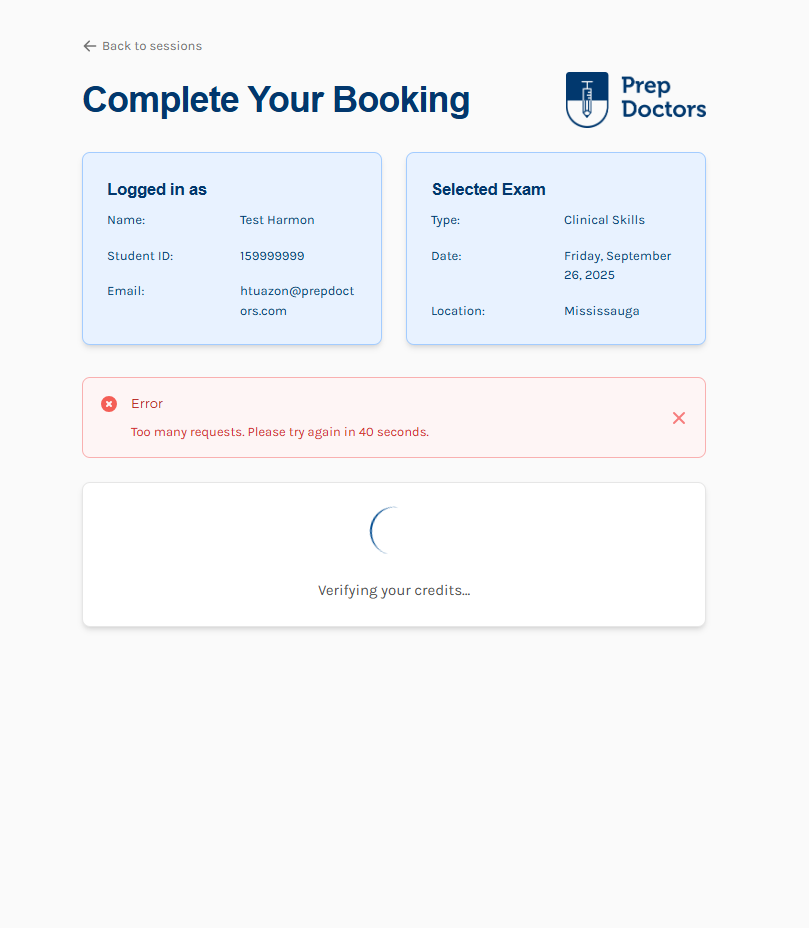 Back to sessions
Complete Your Booking
Prep
Doctors
Logged in as
Name: Test Harmon
Student ID: 159999999
Email: htuazon@prepdoct
ors.com
Selected Exam
Type: Clinical Skills
Date: Friday, September
26, 2025
Location: Mississauga
Error
Too many requests. Please try again in 40 seconds.
Verifying your credits...